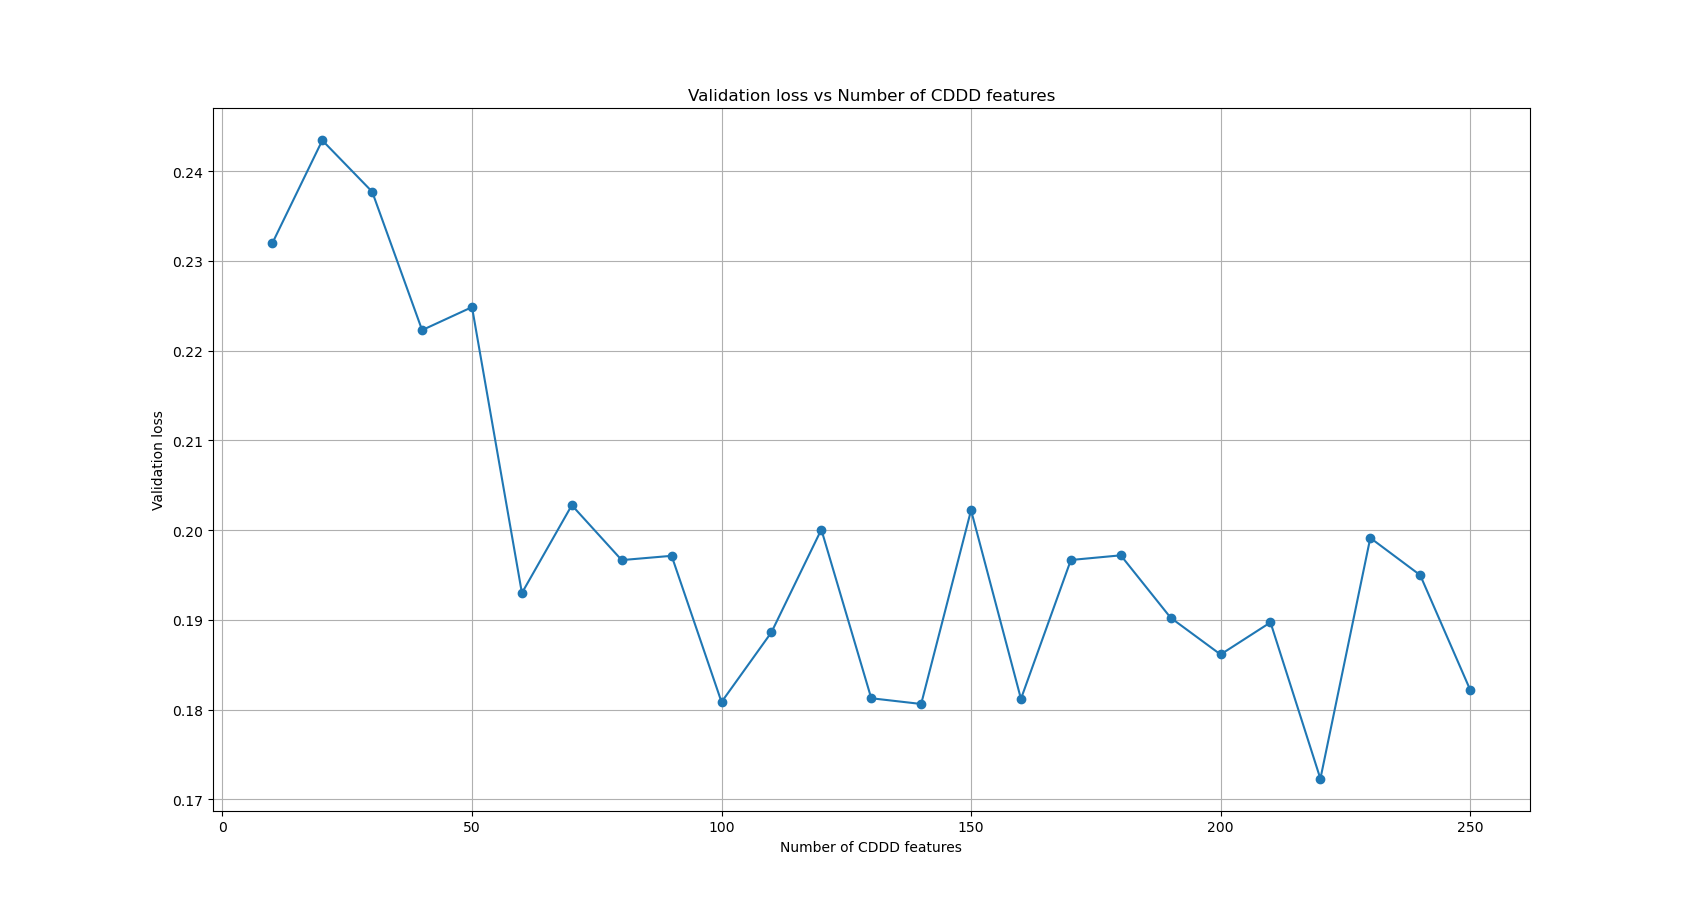 Validation loss vs Number of CDDD features
0.24
0.23
0.22
0.21
0.20
0.19
0.18
0.17
Validation loss
0 50 100 150 200 250
Number of CDDD features